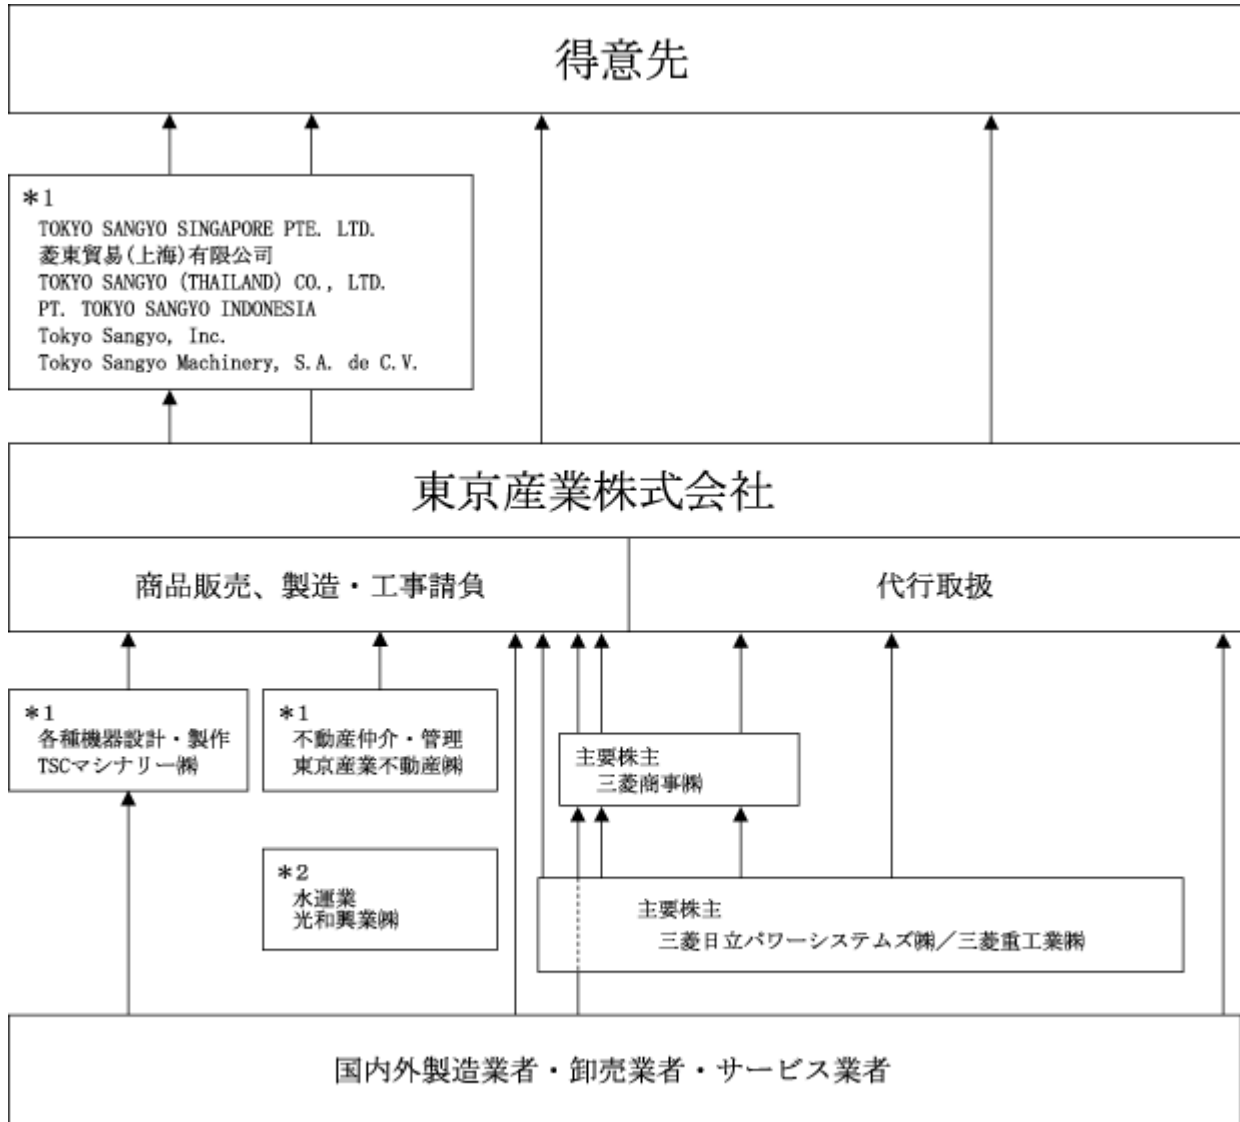 得意先
*1
TOKYO SANGYO SINGAPORE PTE. LTD.
菱東貿易(上海)有限公司
TOKYO SANGYO (THAILAND) CO., LTD.
PT. TOKYO SANGYO INDONESIA
Tokyo Sangyo, Inc.
Tokyo Sangyo Machinery, S.A. de C.V.
東京産業株式会社
商品販売、製造・工事請負
代行取扱
*1
各種機器設計・製作
TSCマシナリー㈱
*1
不動産仲介・管理
東京産業不動産㈱
主要株主
三菱商事㈱
*2
水運業
光和興業㈱
主要株主
三菱日立パワーシステムズ㈱/三菱重工業㈱
国内外製造業者・卸売業者・サービス業者